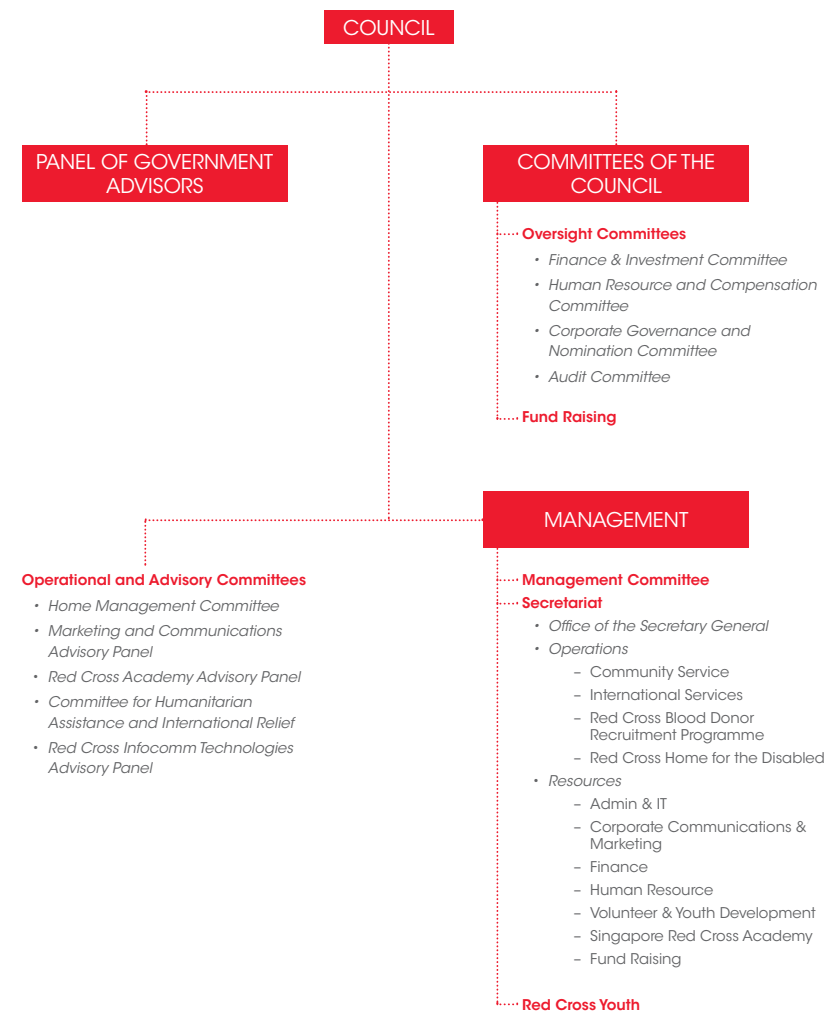 COUNCIL
PANEL OF GOVERNMENT
ADVISORS
COMMITTEES OF THE
COUNCIL
Oversight Committees
• Finance & Investment Committee
• Human Resource and Compensation
Committee
• Corporate Governance and
Nomination Committee
• Audit Committee
Fund Raising
Operational and Advisory Committees
• Home Management Committee
• Marketing and Communications
Advisory Panel
• Red Cross Academy Advisory Panel
• Committee for Humanitarian
Assistance and International Relief
• Red Cross Infocomm Technologies
Advisory Panel
MANAGEMENT
Management Committee
Secretariat
• Office of the Secretary General
• Operations
– Community Service
– International Services
– Red Cross Blood Donor
Recruitment Programme
– Red Cross Home for the Disabled
• Resources
– Admin & IT
– Corporate Communications &
Marketing
– Finance
– Human Resource
– Volunteer & Youth Development
– Singapore Red Cross Academy
– Fund Raising
Red Cross Youth